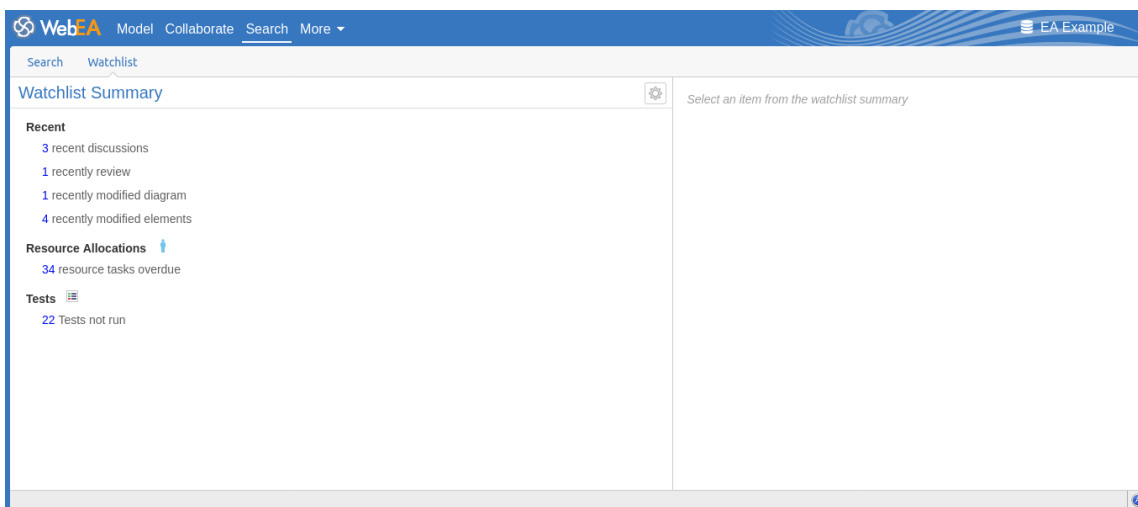 WebEA Model Collaborate Search More EA Example
Search Watchlist
Watchlist Summary
Select an item from the watchlist summary
Recent
3 recent discussions
1 recently review
1 recently modified diagram
4 recently modified elements
Resource Allocations
34 resource tasks overdue
Tests
22 Tests not run